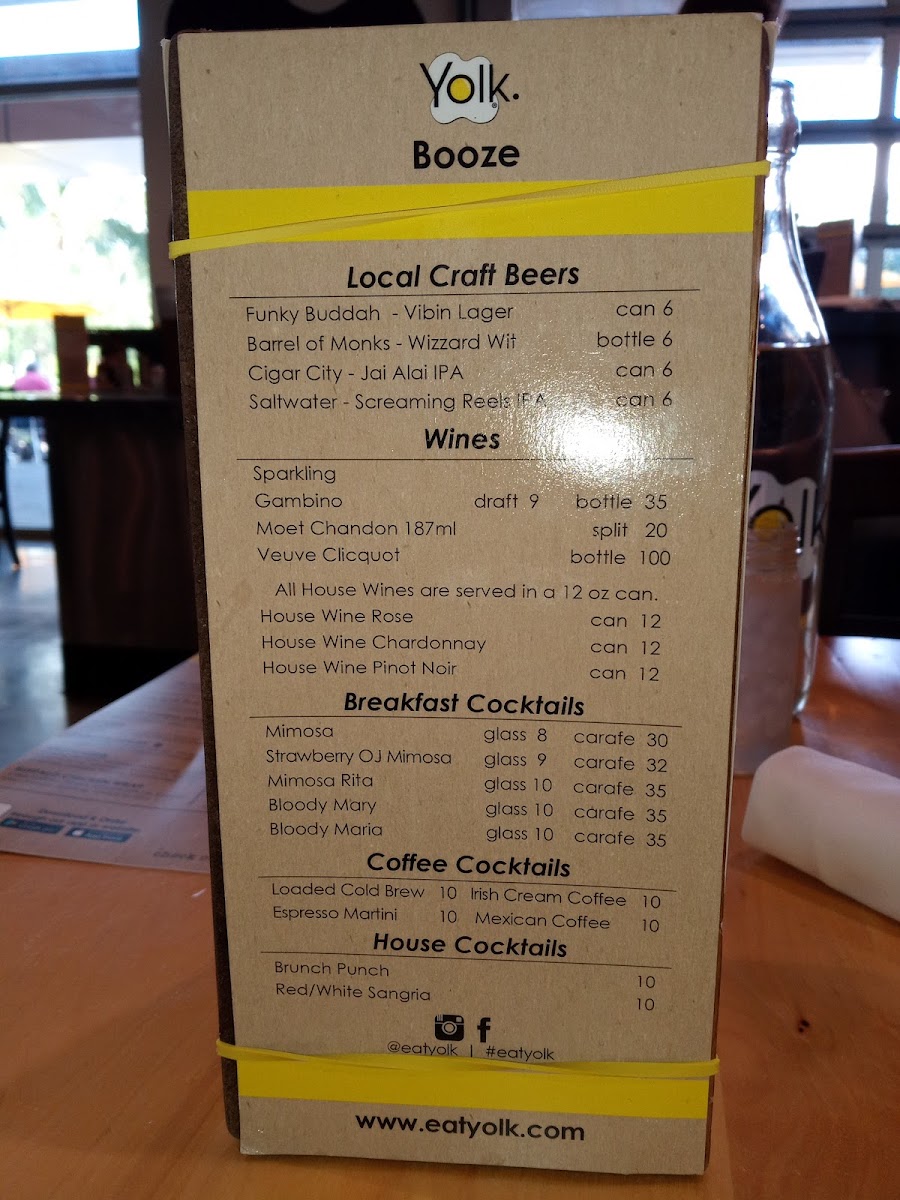 Yolk.
Booze
Local Craft Beers
Funky Buddah - Vibin Lager can 6
Barrel of Monks - Wizzard Wit bottle 6
Cigar City - Jai Alai IPA can 6
Saltwater - Screaming Reels IPA can 6
Wines
Sparkling
Gambino draft 9 bottle 35
Moet Chandon 187ml split 20
Veuve Clicquot bottle 100
All House Wines are served in a 12 oz can.
House Wine Rose can 12
House Wine Chardonnay can 12
House Wine Pinot Noir can 12
Breakfast Cocktails
Mimosa glass 8 carafe 30
Strawberry OJ Mimosa glass 9 carafe 32
Mimosa Rita glass 10 carafe 35
Bloody Mary glass 10 carafe 35
Bloody Maria glass 10 carafe 35
Coffee Cocktails
Loaded Cold Brew 10 Irish Cream Coffee 10
Espresso Martini 10 Mexican Coffee 10
House Cocktails
Brunch Punch 10
Red/White Sangria 10
@eatyolk | #eatyolk
www.eatyolk.com
Yolk